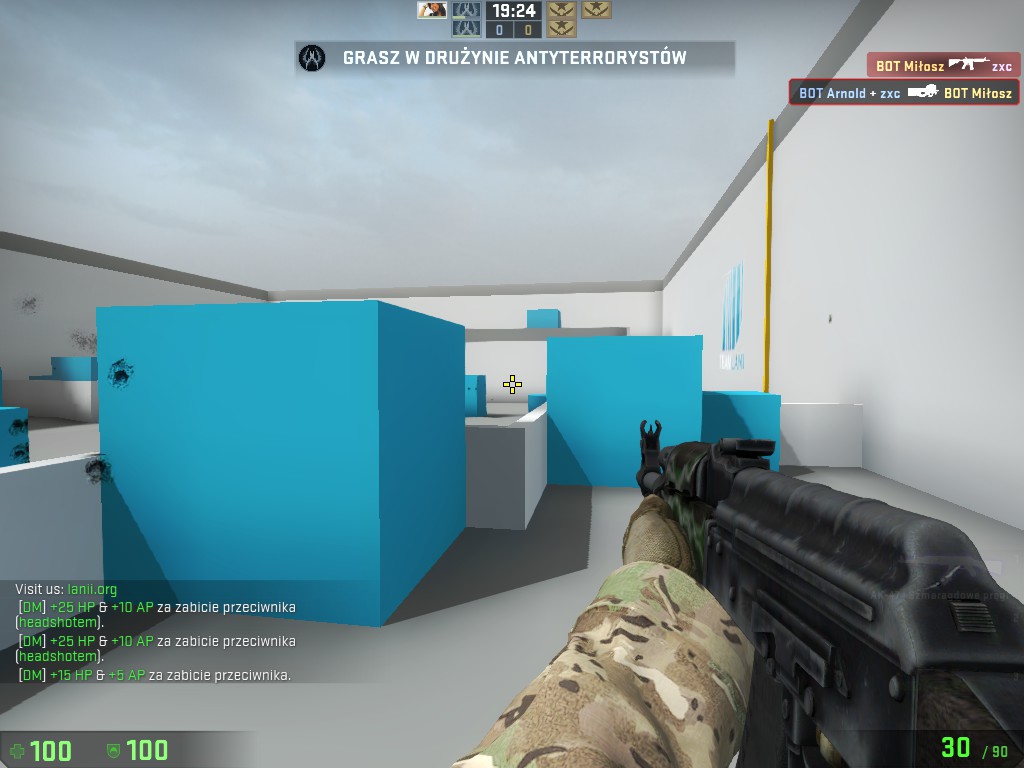 19:24
0 0
GRASZ W DRUŻYNIE ANTYTERRORYSTÓW
BOT Miłosz zxc
BOT Arnold + zxc BOT Miłosz
Visit us: lanii.org
[DM] +25 HP & +10 AP za zabicie przeciwnika
(headshotem).
[DM] +25 HP & +10 AP za zabicie przeciwnika
(headshotem).
[DM] +15 HP & +5 AP za zabicie przeciwnika.
100 100
30 / 90